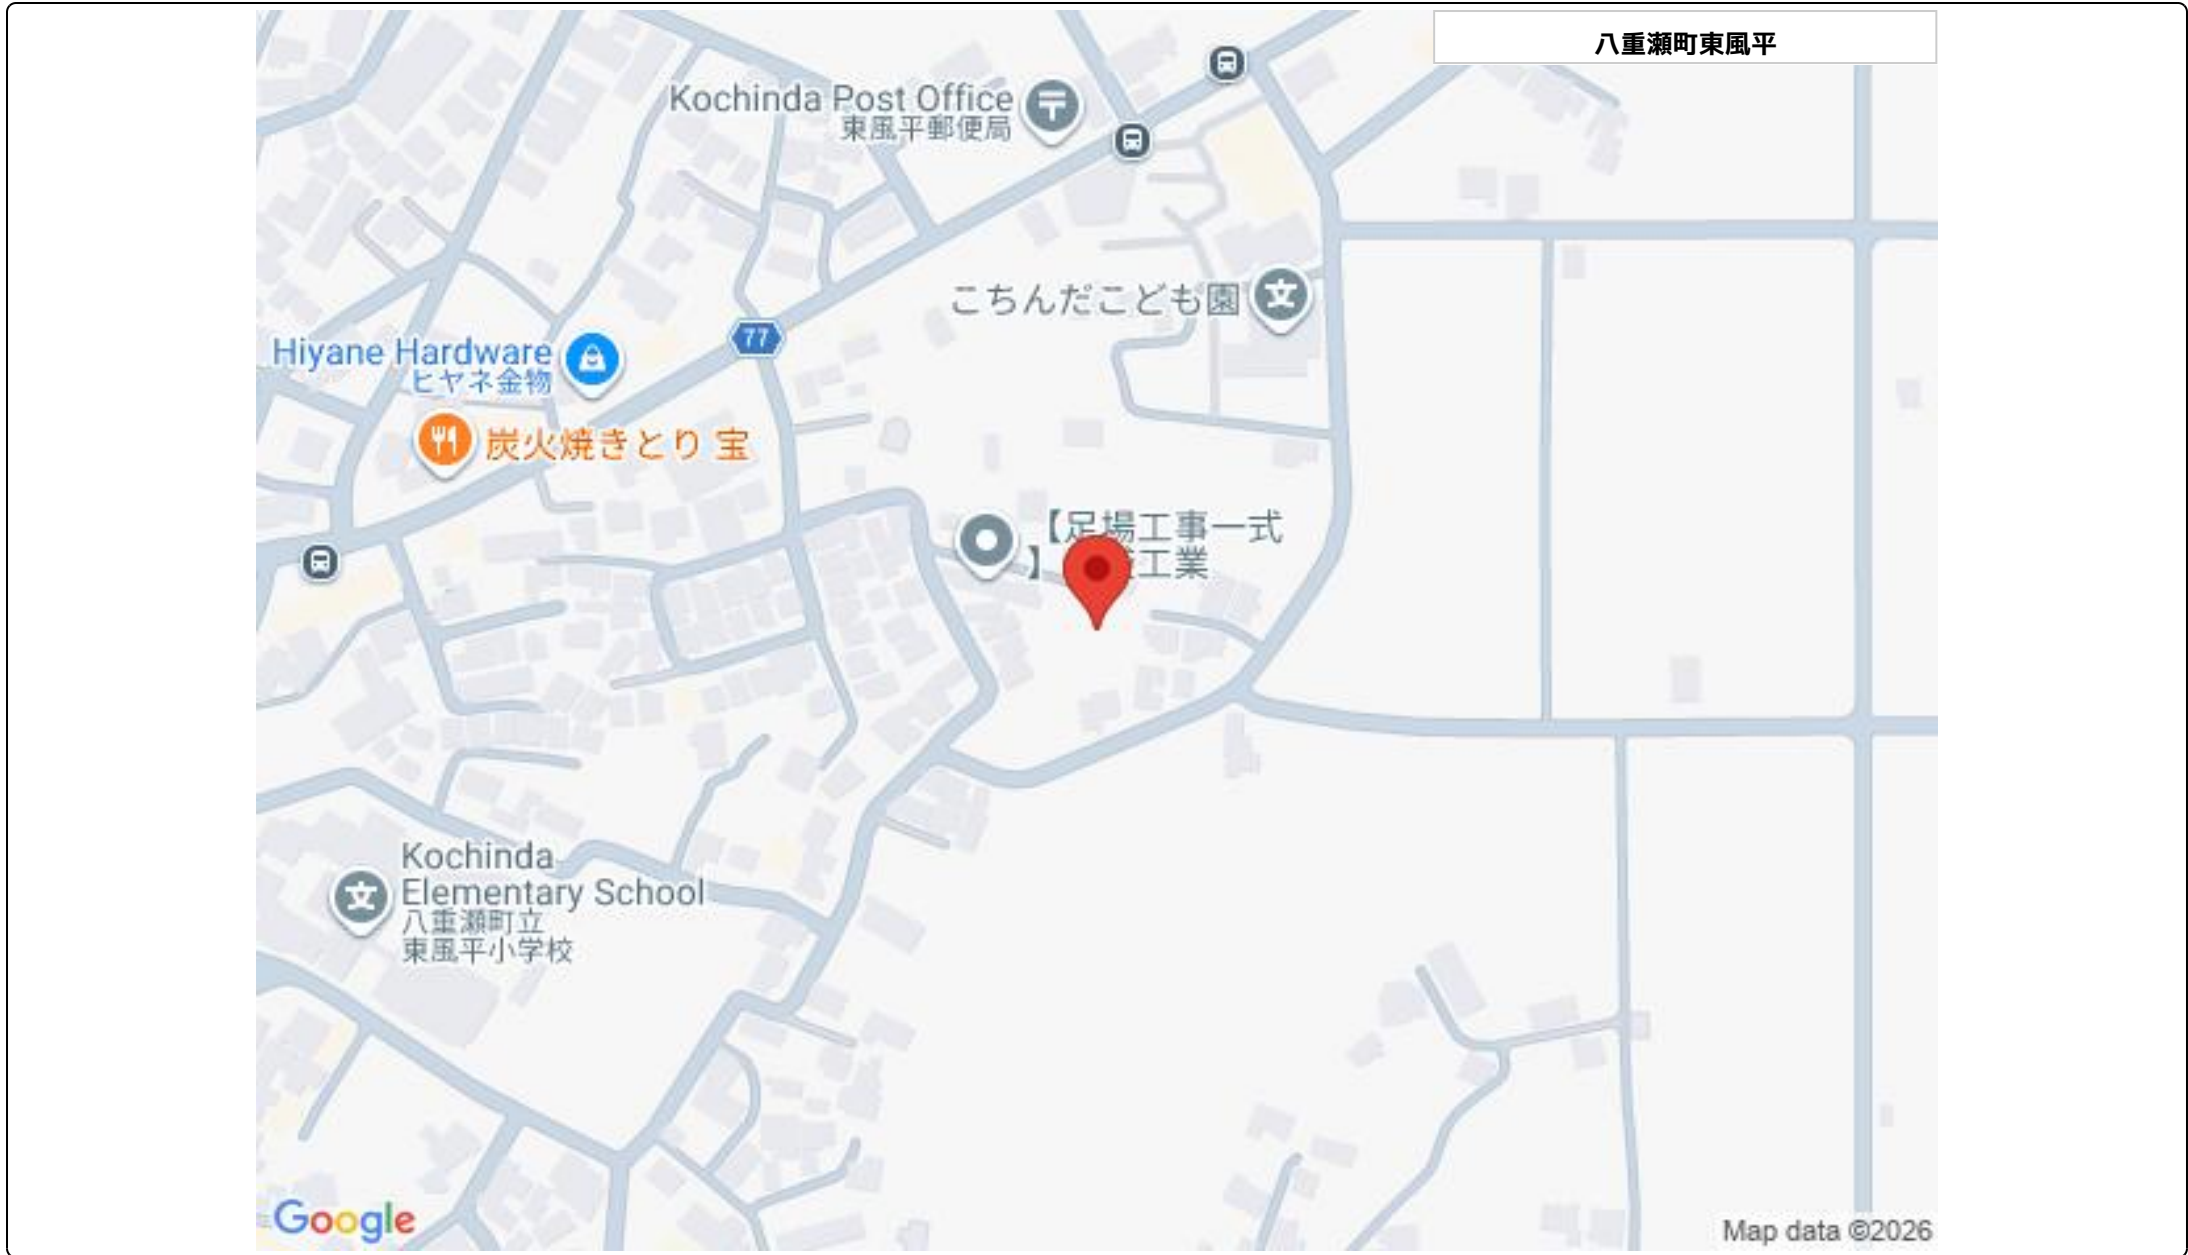 八重瀬町東風平
Kochinda Post Office
東風平郵便局
こちんだこども園
77
Hiyane Hardware
ヒヤネ金物
炭火焼きとり 宝
【足場工事一式
】
工業
Kochinda
Elementary School
八重瀬町立
東風平小学校
Google
Map data ©2026